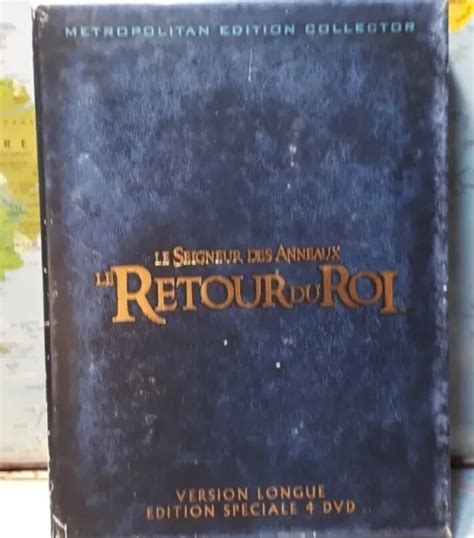 METROPOLITAN EDITION COLLECTOR
LE SEIGNEUR DES ANNEAUX
LE RETOUR DU ROI
VERSION LONGUE
EDITION SPECIALE 4 DVD